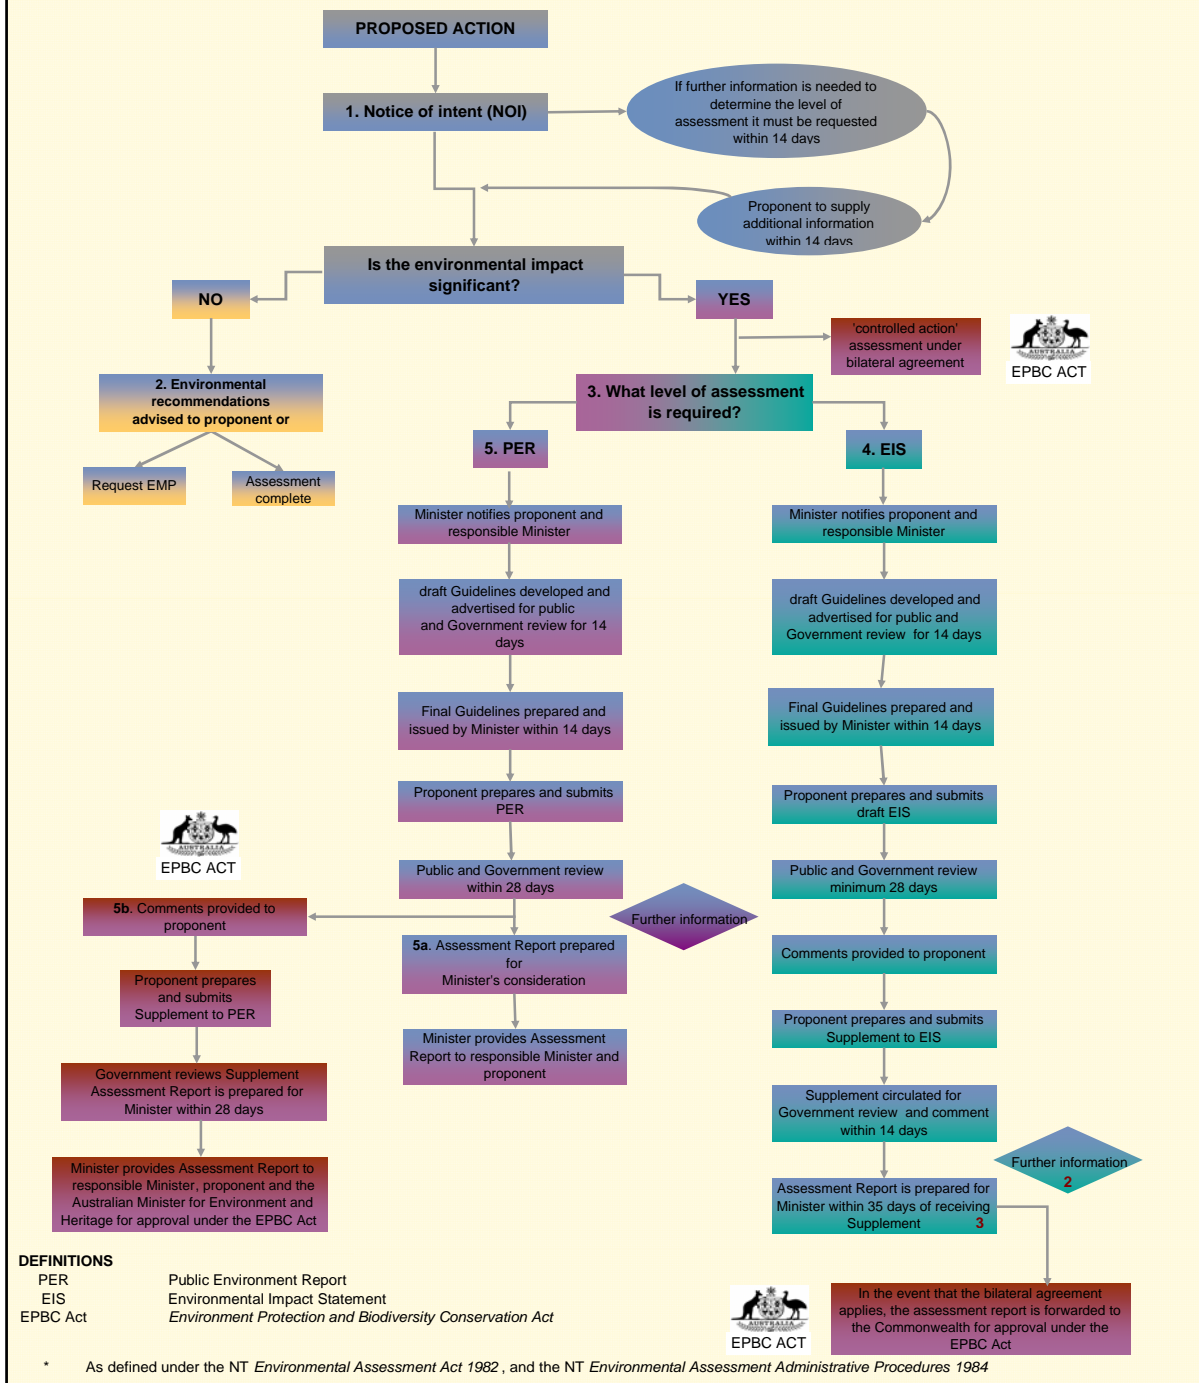 PROPOSED ACTION
1. Notice of intent (NOI)
If further information is needed to
determine the level of
assessment it must be requested
within 14 days
Proponent to supply
additional information
within 14 days
Is the environmental impact
significant?
NO
YES
'controlled action'
assessment under
bilateral agreement
AUSTRALIA
EPBC ACT
2. Environmental
recommendations
advised to proponent or
Request EMP
Assessment
complete
3. What level of assessment
is required?
5. PER
4. EIS
Minister notifies proponent and
responsible Minister
draft Guidelines developed and
advertised for public
and Government review for 14
days
Final Guidelines prepared and
issued by Minister within 14 days
Proponent prepares and submits
PER
Public and Government review
within 28 days
Further information
5a. Assessment Report prepared
for
Minister's consideration
Minister provides Assessment
Report to responsible Minister and
proponent
AUSTRALIA
EPBC ACT
5b. Comments provided to
proponent
Proponent prepares
and submits
Supplement to PER
Government reviews Supplement
Assessment Report is prepared for
Minister within 28 days
Minister provides Assessment Report to
responsible Minister, proponent and the
Australian Minister for Environment and
Heritage for approval under the EPBC Act
Minister notifies proponent and
responsible Minister
draft Guidelines developed and
advertised for public and
Government review for 14 days
Final Guidelines prepared and
issued by Minister within 14 days
Proponent prepares and submits
draft EIS
Public and Government review
minimum 28 days
Comments provided to proponent
Proponent prepares and submits
Supplement to EIS
Supplement circulated for
Government review and comment
within 14 days
Further information
2
Assessment Report is prepared for
Minister within 35 days of receiving
Supplement 3
AUSTRALIA
EPBC ACT
In the event that the bilateral agreement
applies, the assessment report is forwarded to
the Commonwealth for approval under the
EPBC Act
DEFINITIONS
PER Public Environment Report
EIS Environmental Impact Statement
EPBC Act Environment Protection and Biodiversity Conservation Act
* As defined under the NT Environmental Assessment Act 1982 , and the NT Environmental Assessment Administrative Procedures 1984